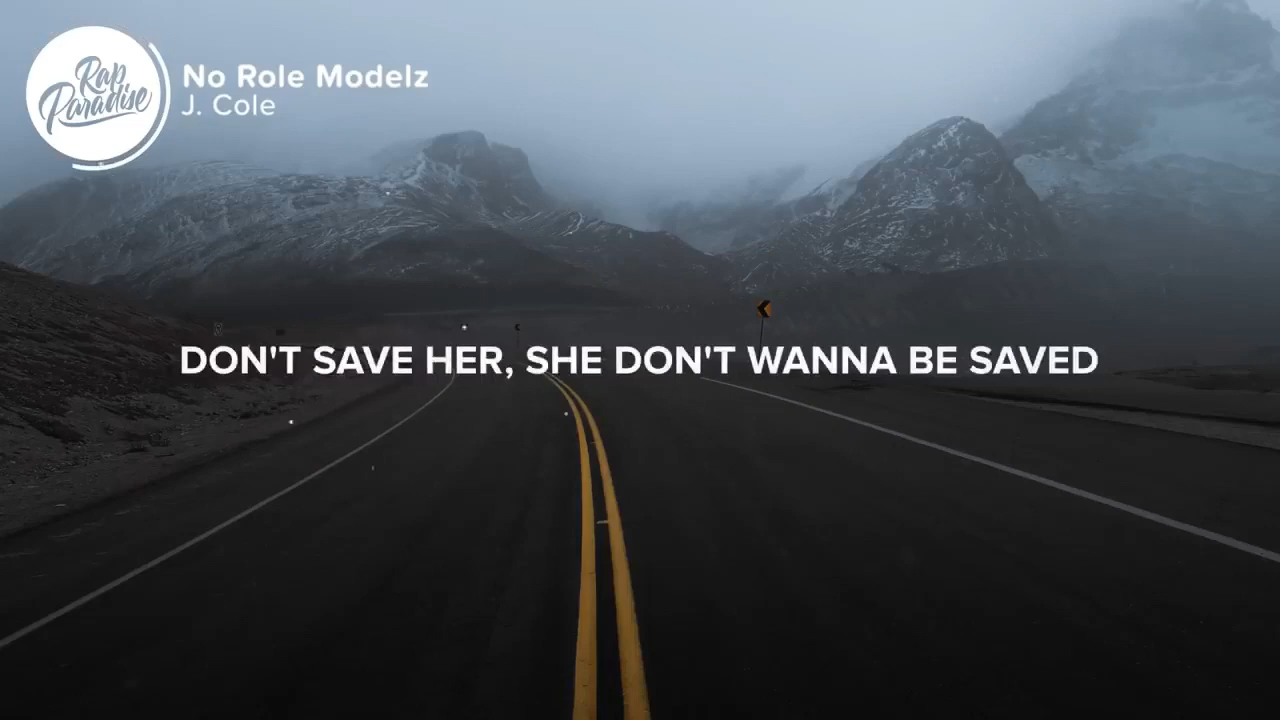 Rap
Paradise
No Role Modelz
J. Cole
DON'T SAVE HER, SHE DON'T WANNA BE SAVED